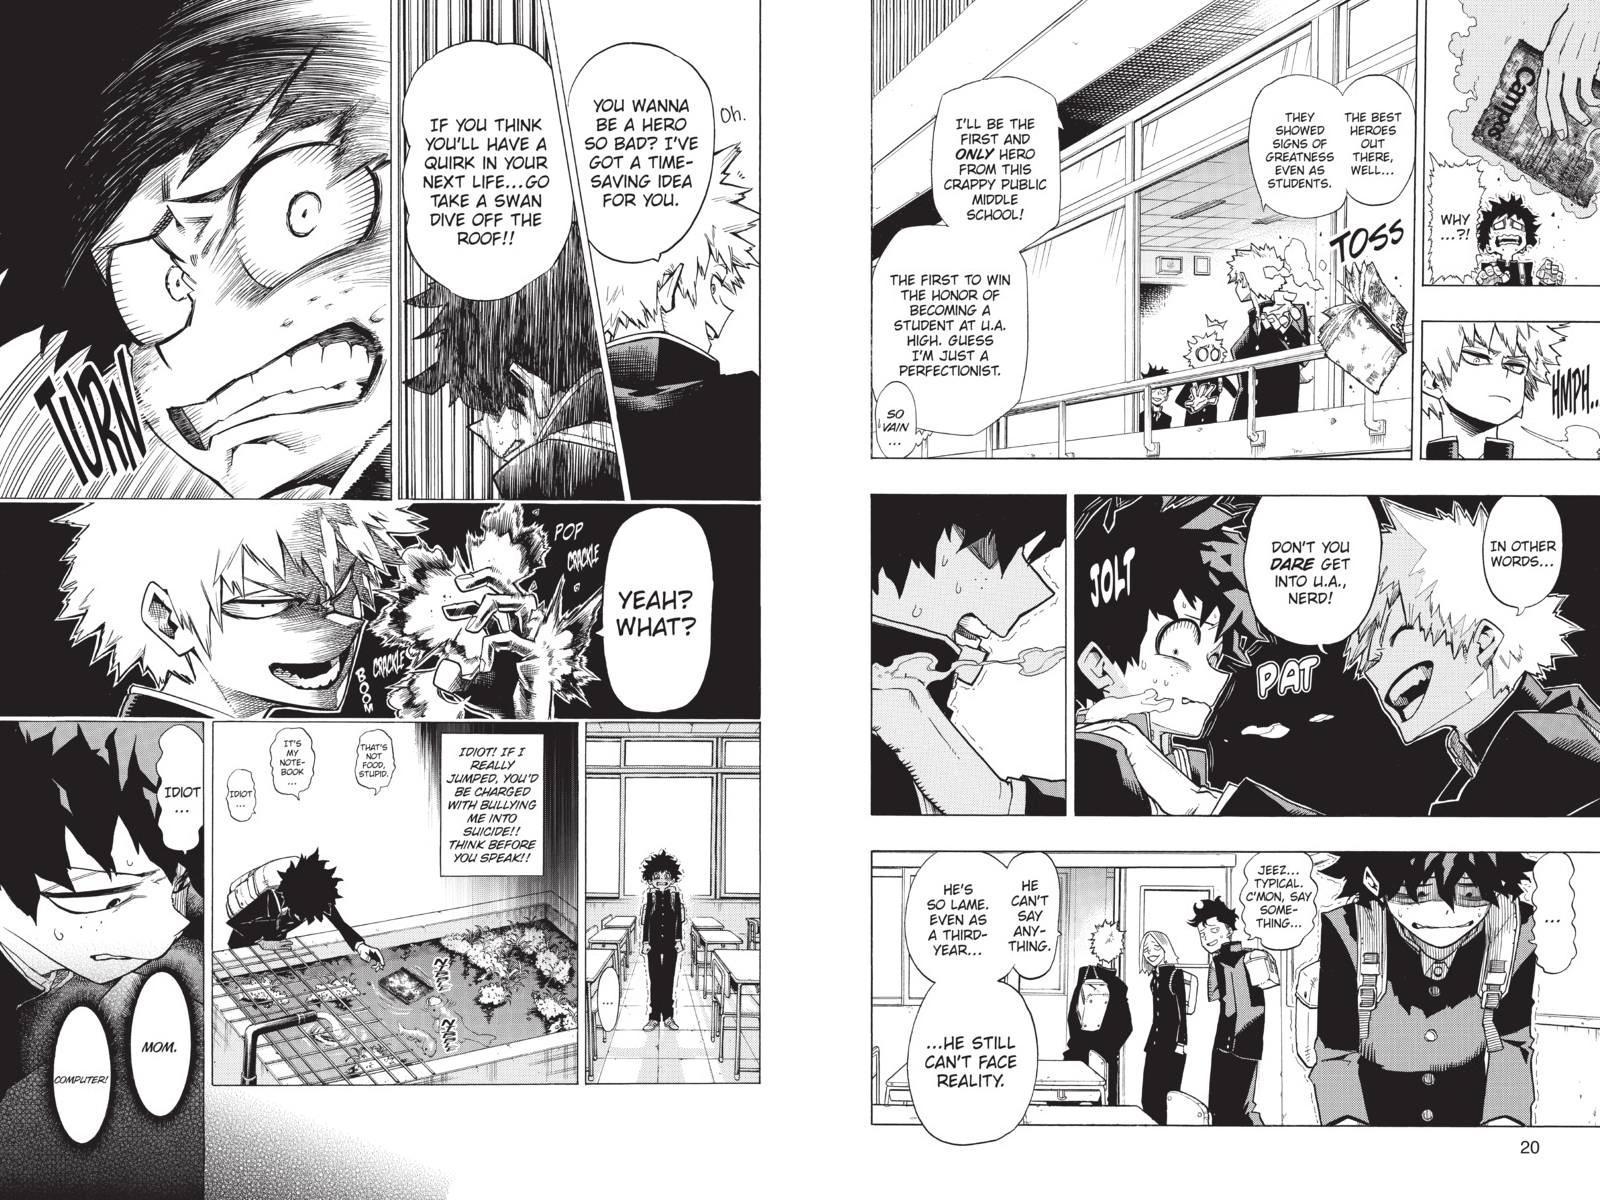 Campus
WHY
...?!
THE BEST
HEROES
OUT
THERE,
WELL...
THEY
SHOWED
SIGNS OF
GREATNESS
EVEN AS
STUDENTS.
TOSS
HMPH...
I'LL BE THE
FIRST AND
ONLY HERO
FROM THIS
CRAPPY PUBLIC
MIDDLE
SCHOOL!
THE FIRST TO WIN
THE HONOR OF
BECOMING A
STUDENT AT U.A.
HIGH. GUESS
I'M JUST A
PERFECTIONIST.
SO
VAIN
...
IN OTHER
WORDS...
DON'T YOU
DARE GET
INTO U.A.,
NERD!
PAT
JOLT
...
JEEZ...
TYPICAL.
C'MON, SAY
SOME-
THING...
HE
CAN'T
SAY
ANY-
THING.
HE'S
SO LAME.
EVEN AS
A THIRD-
YEAR...
...HE STILL
CAN'T FACE
REALITY.
20
Oh.
YOU WANNA
BE A HERO
SO BAD? I'VE
GOT A TIME-
SAVING IDEA
FOR YOU.
IF YOU THINK
YOU'LL HAVE A
QUIRK IN YOUR
NEXT LIFE...GO
TAKE A SWAN
DIVE OFF THE
ROOF!!
TURN
YEAH?
WHAT?
POP
CRACKLE
CRACKLE
BOOM
...
IDIOT! IF I
REALLY
JUMPED, YOU'D
BE CHARGED
WITH BULLYING
ME INTO
SUICIDE!!
THINK BEFORE
YOU SPEAK!!
THAT'S
NOT
FOOD,
STUPID.
IT'S
MY
NOTE-
BOOK
...
IDIOT
...
IDIOT
...
MOM.
COMPUTER!